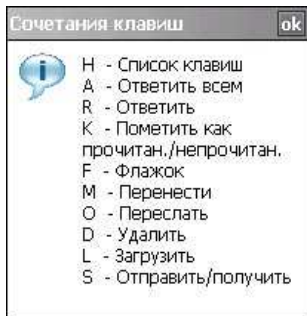 Сочетания клавиш ok
H - Список клавиш
A - Ответить всем
R - Ответить
K - Пометить как
прочитан./непрочитан.
F - Флажок
M - Перенести
O - Переслать
D - Удалить
L - Загрузить
S - Отправить/получить